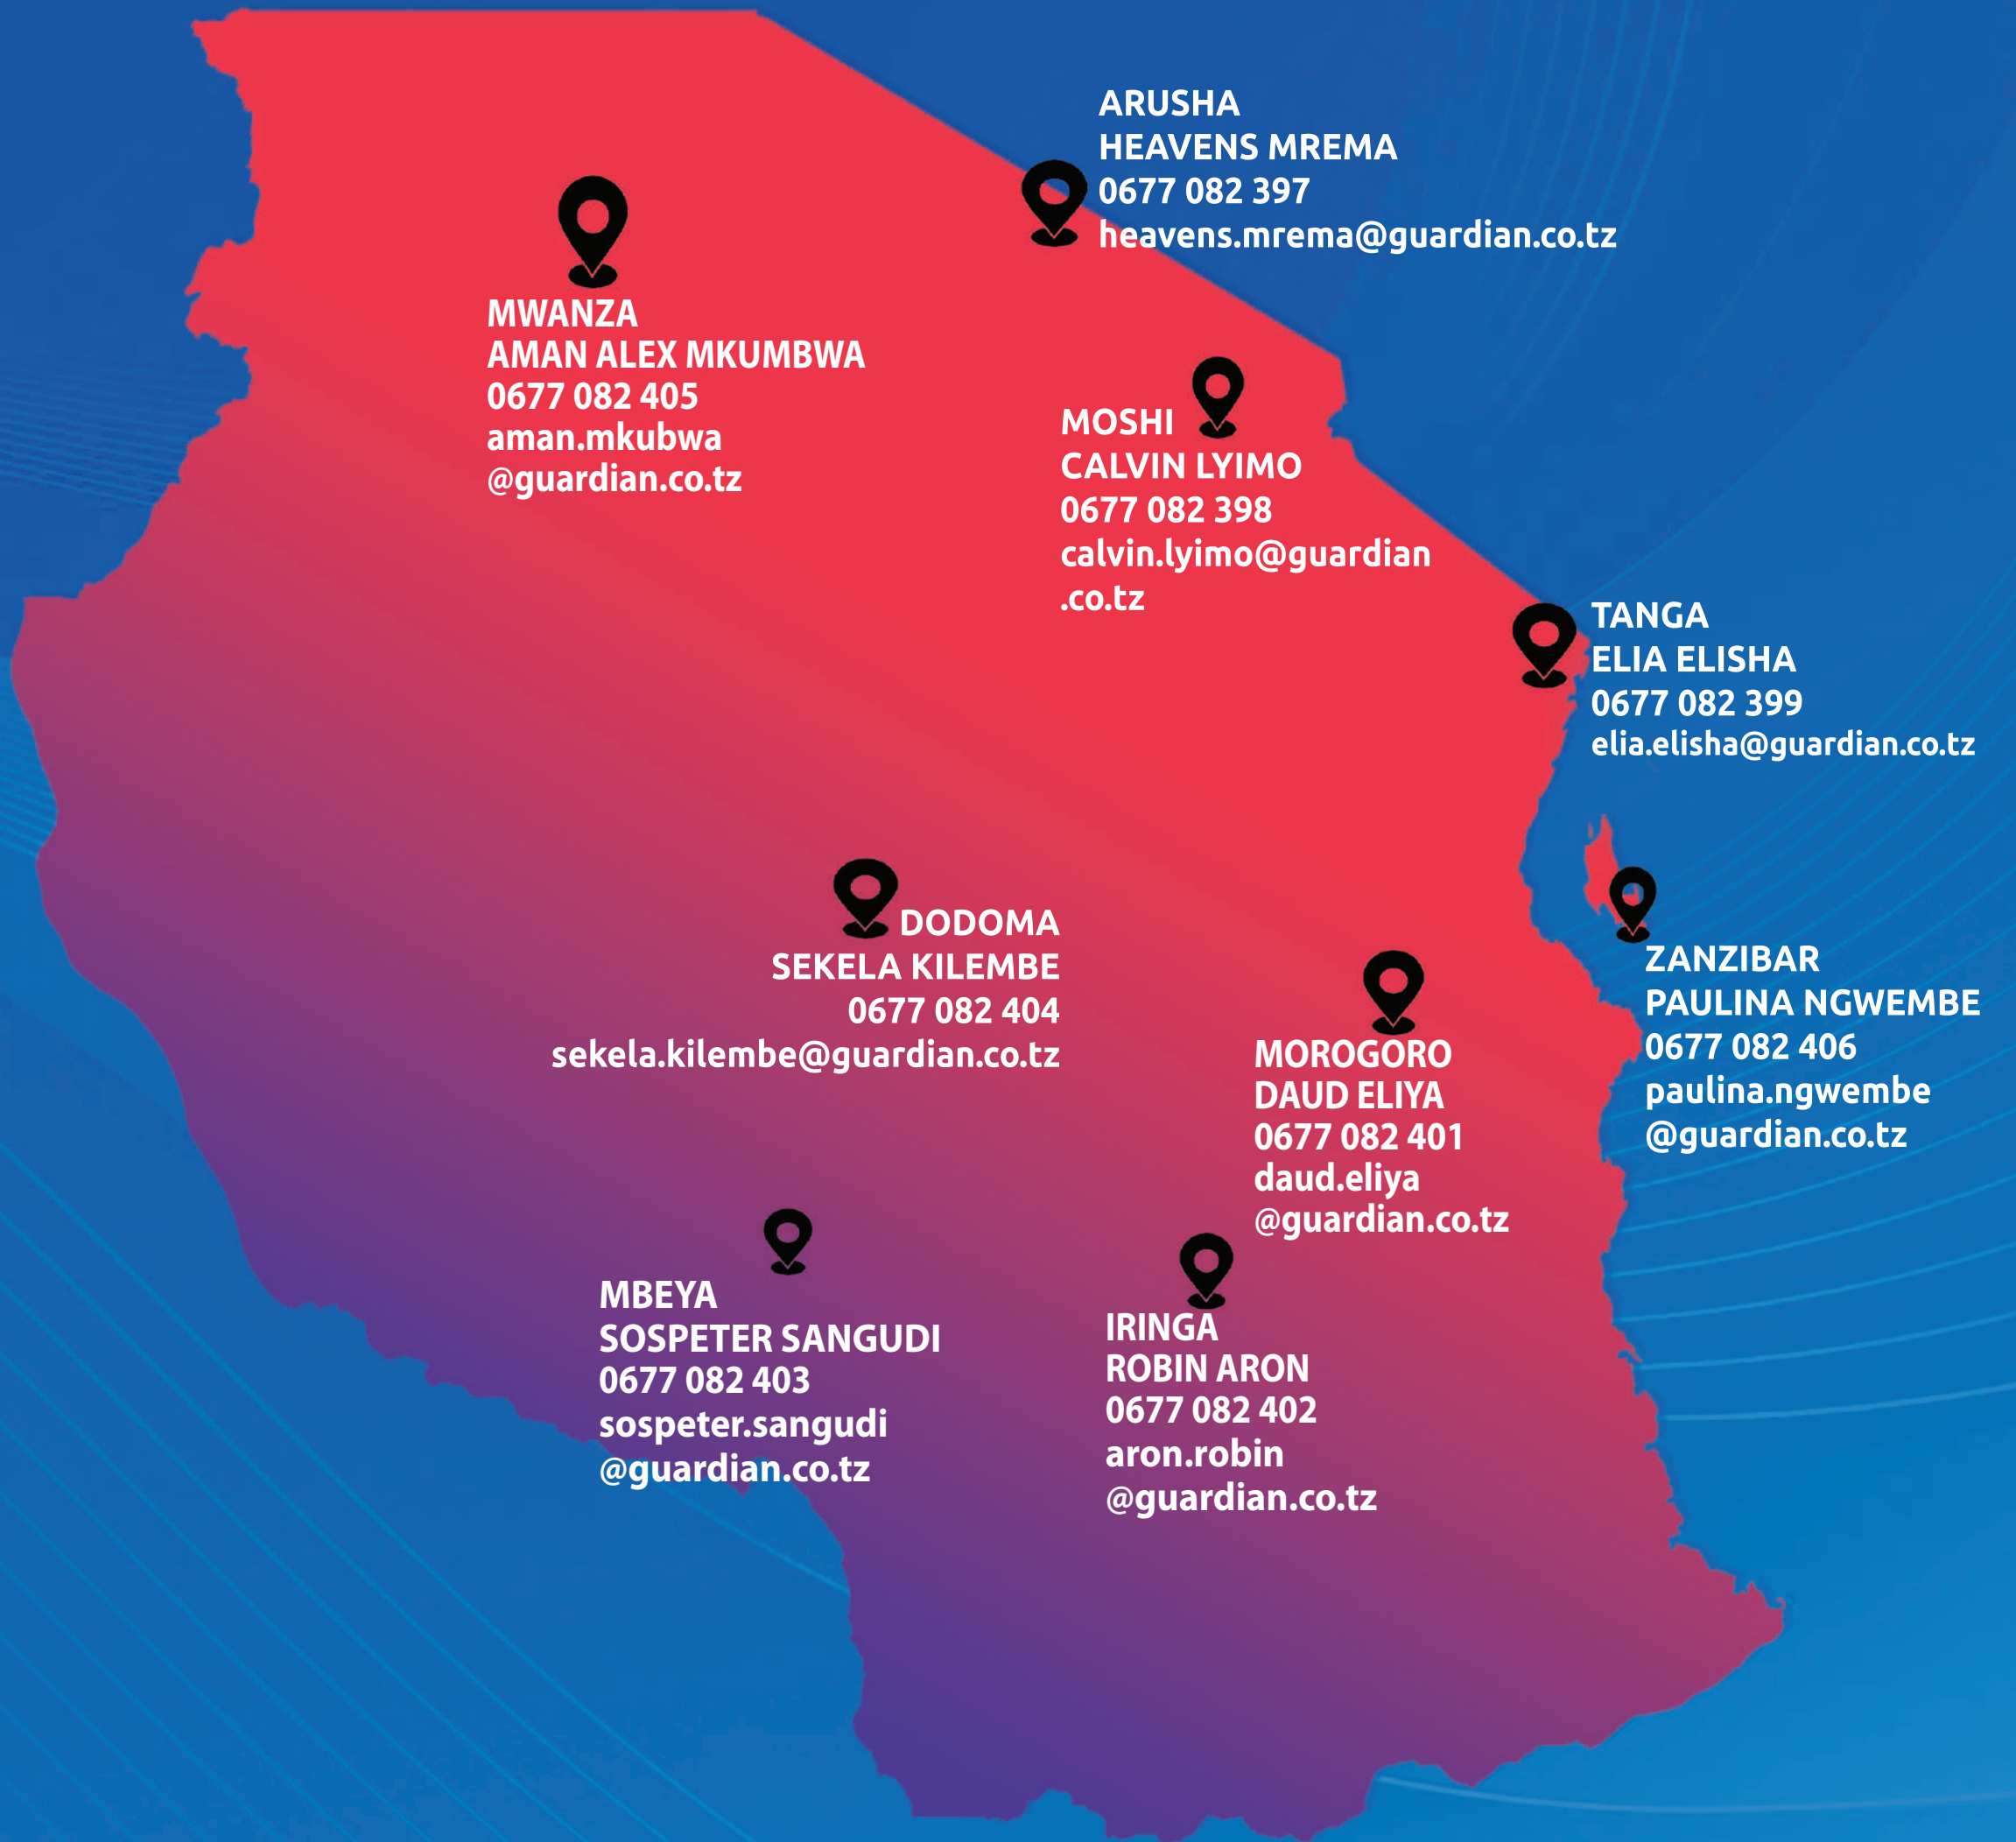 ARUSHA
HEAVENS MREMA
0677 082 397
heavens.mrema@guardian.co.tz
MWANZA
AMAN ALEX MKUMBWA
0677 082 405
aman.mkubwa
@guardian.co.tz
MOSHI
CALVIN LYIMO
0677 082 398
calvin.lyimo@guardian
.co.tz
TANGA
ELIA ELISHA
0677 082 399
elia.elisha@guardian.co.tz
DODOMA
SEKELA KILEMBE
0677 082 404
sekela.kilembe@guardian.co.tz
ZANZIBAR
PAULINA NGWEMBE
0677 082 406
paulina.ngwembe
@guardian.co.tz
MOROGORO
DAUD ELIYA
0677 082 401
daud.eliya
@guardian.co.tz
MBEYA
SOSPETER SANGUDI
0677 082 403
sospeter.sangudi
@guardian.co.tz
IRINGA
ROBIN ARON
0677 082 402
aron.robin
@guardian.co.tz